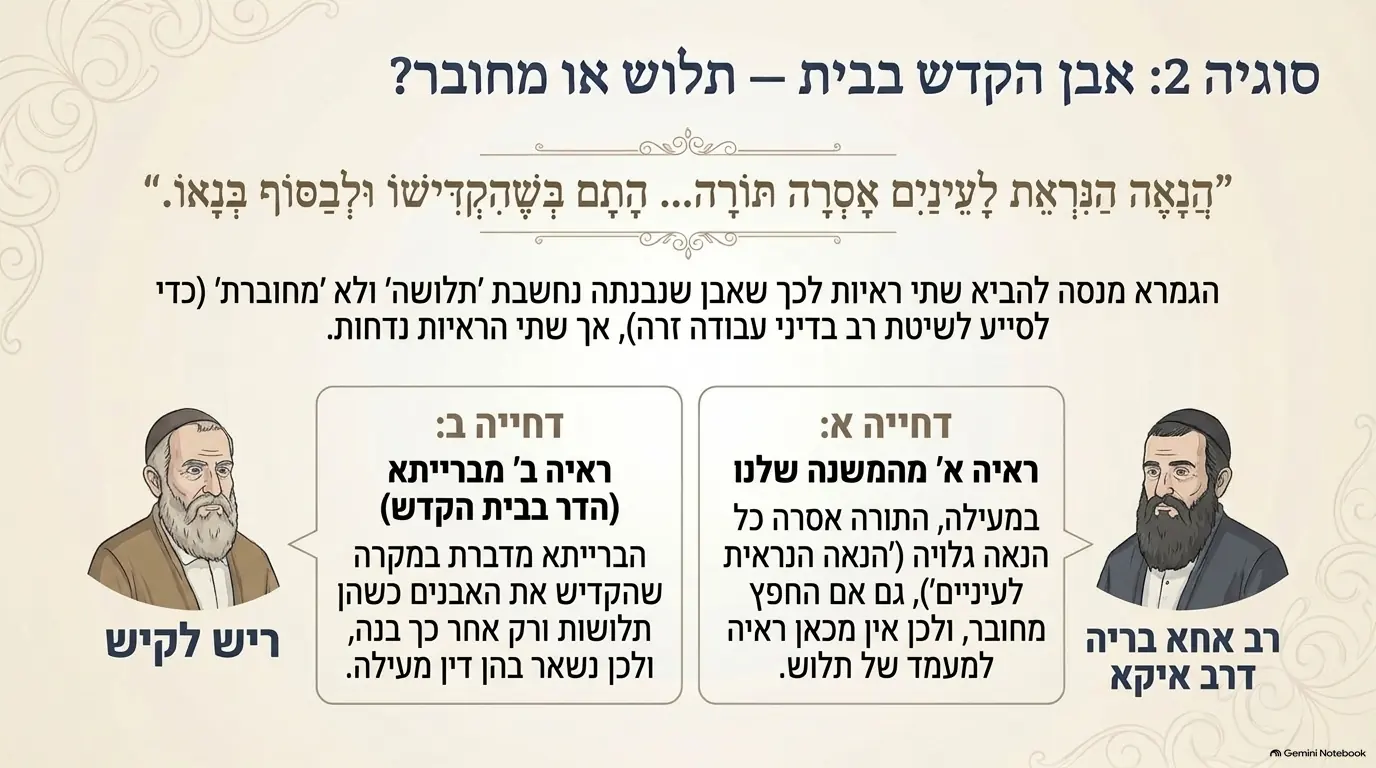 סוגיה 2: אבן הקדש בבית – תלוש או מחובר?
”הֲנָאָה הַנִּרְאֵת לָעֵינַיִם אָסְרָה תּוֹרָה... הָתָם בְּשֶׁהִקְדִּישׁוֹ וּלְבַסּוֹף בְּנָאוֹ.“
הגמרא מנסה להביא שתי ראיות לכך שאבן שנבנתה נחשבת 'תלושה' ולא 'מחוברת' (כדי
לסייע לשיטת רב בדיני עבודה זרה), אך שתי הראיות נדחות.
דחייה א:
ראיה א' מהמשנה שלנו
במעילה, התורה אסרה כל
הנאה גלויה ('הנאה הנראית
לעיניים'), גם אם החפץ
מחובר, ולכן אין מכאן ראיה
למעמד של תלוש.
רב אחא בריה
דרב איקא
דחייה ב:
ראיה ב' מברייתא
(הדר בבית הקדש)
הברייתא מדברת במקרה
שהקדיש את האבנים כשהן
תלושות ורק אחר כך בנה,
ולכן נשאר בהן דין מעילה.
ריש לקיש
Gemini Notebook